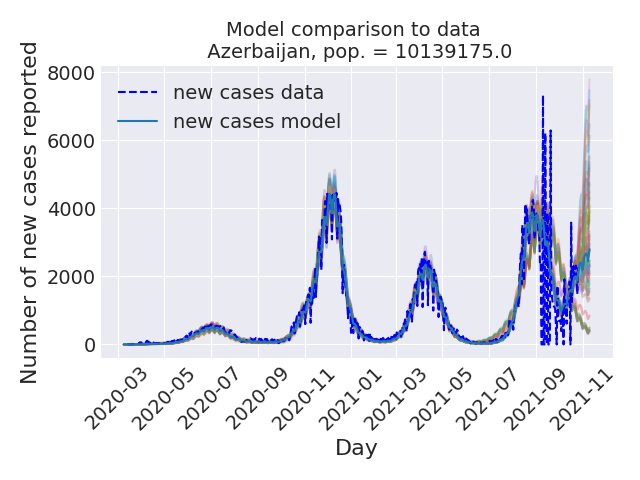 Model comparison to data
Azerbaijan, pop. = 10139175.0
Number of new cases reported
8000
6000
4000
2000
0
new cases data
new cases model
2020-03
2020-05
2020-07
2020-09
2020-11
2021-01
2021-03
2021-05
2021-07
2021-09
2021-11
Day